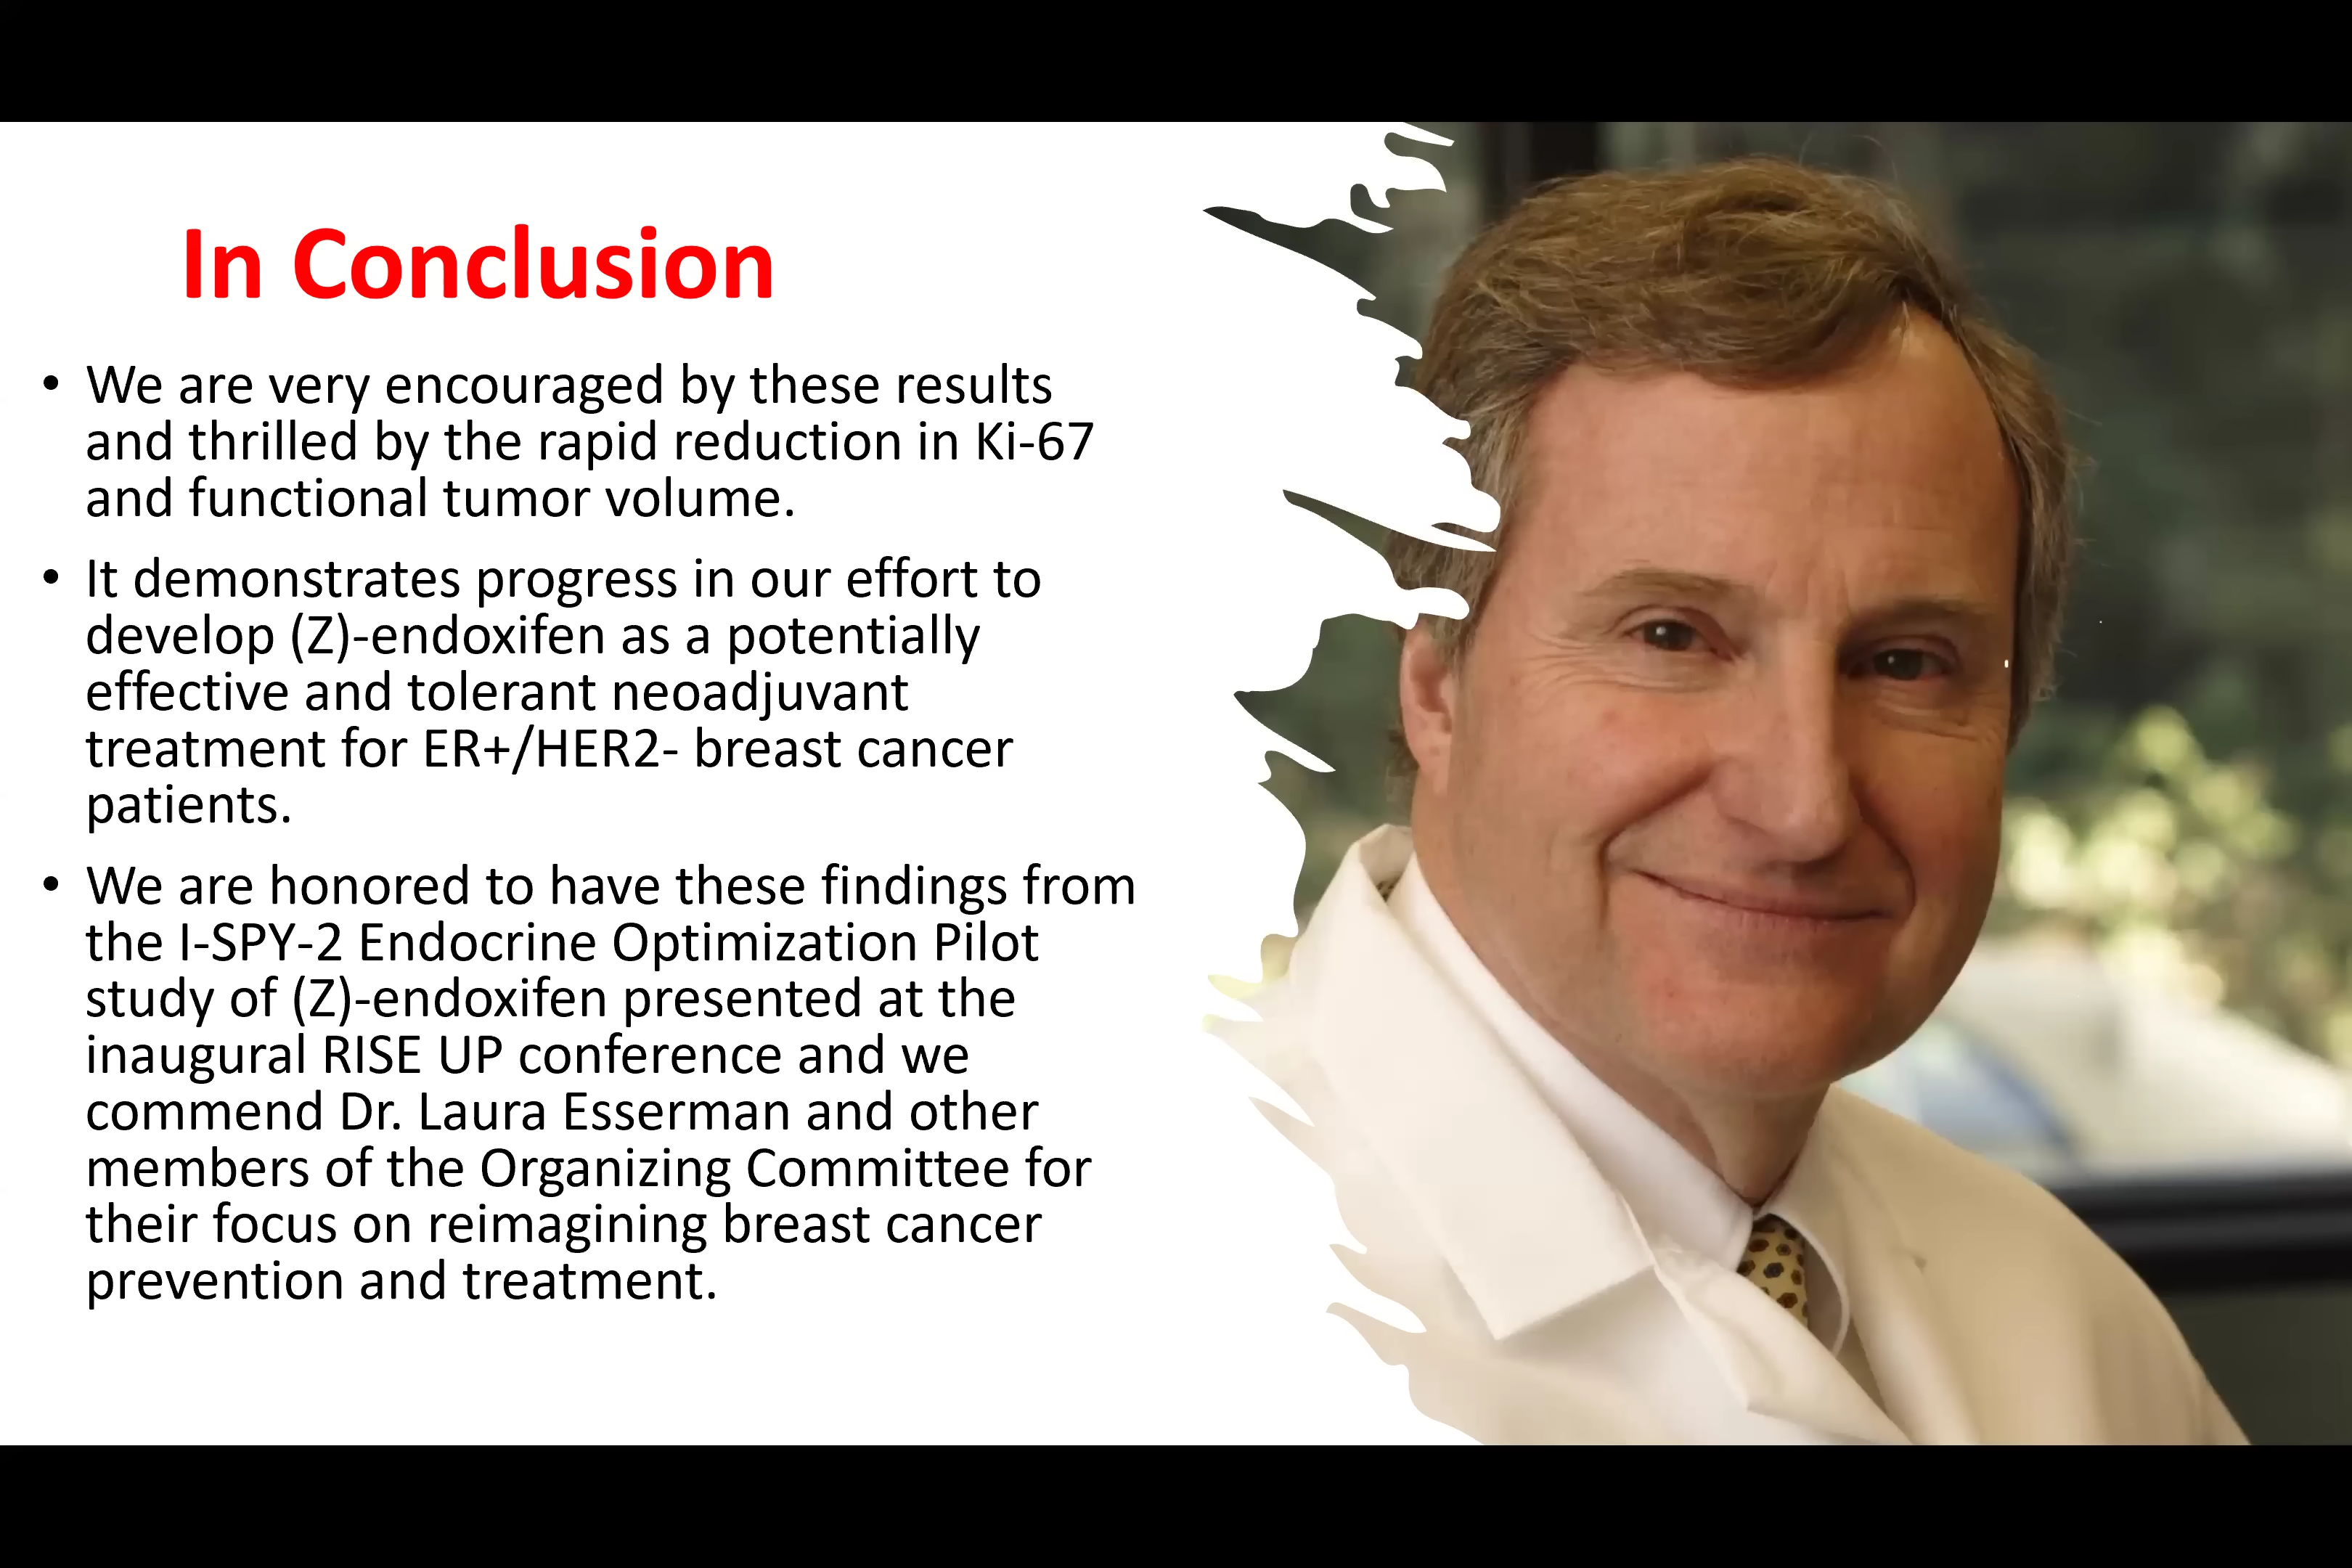 In Conclusion
• We are very encouraged by these results
and thrilled by the rapid reduction in Ki-67
and functional tumor volume.
• It demonstrates progress in our effort to
develop (Z)-endoxifen as a potentially
effective and tolerant neoadjuvant
treatment for ER+/HER2- breast cancer
patients.
• We are honored to have these findings from
the I-SPY-2 Endocrine Optimization Pilot
study of (Z)-endoxifen presented at the
inaugural RISE UP conference and we
commend Dr. Laura Esserman and other
members of the Organizing Committee for
their focus on reimagining breast cancer
prevention and treatment.